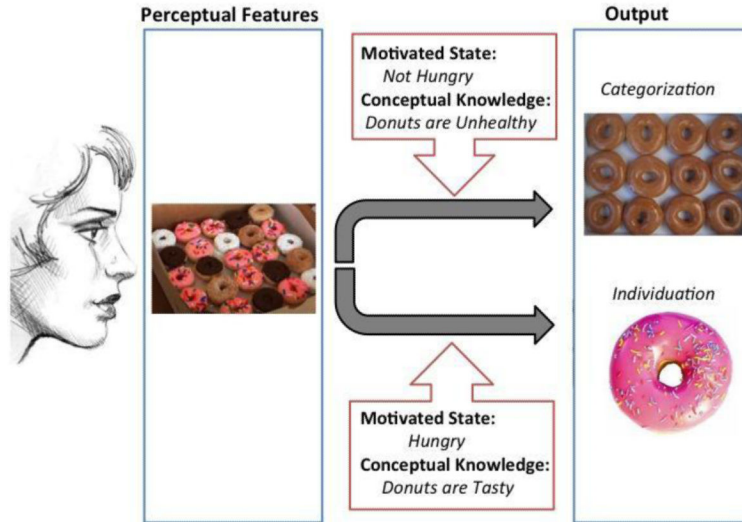 Perceptual Features
Output
Motivated State:
Not Hungry
Conceptual Knowledge:
Donuts are Unhealthy
Categorization
Individuation
Motivated State:
Hungry
Conceptual Knowledge:
Donuts are Tasty